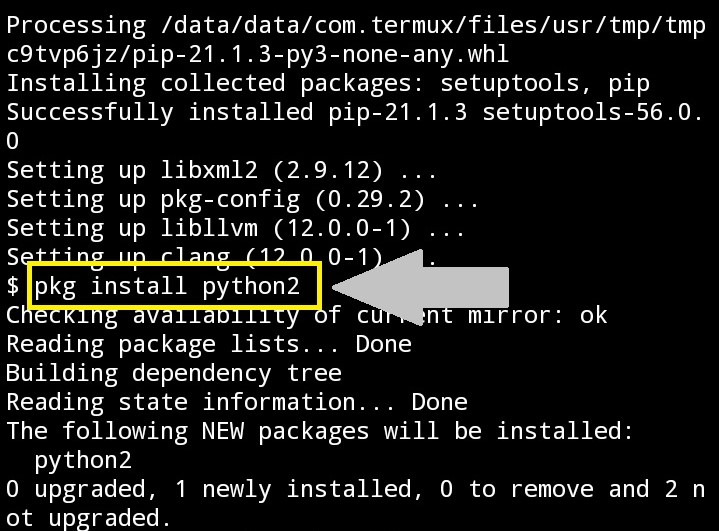 Processing /data/data/com.termux/files/usr/tmp/tmp
c9tvp6jz/pip-21.1.3-py3-none-any.whl
Installing collected packages: setuptools, pip
Successfully installed pip-21.1.3 setuptools-56.0.
0
Setting up libxml2 (2.9.12) ...
Setting up pkg-config (0.29.2) ...
Setting up libllvm (12.0.0-1) ...
Setting up clang (12.0.0-1) ...
$ pkg install python2
Checking availability of current mirror: ok
Reading package lists... Done
Building dependency tree
Reading state information... Done
The following NEW packages will be installed:
  python2
0 upgraded, 1 newly installed, 0 to remove and 2 n
ot upgraded.